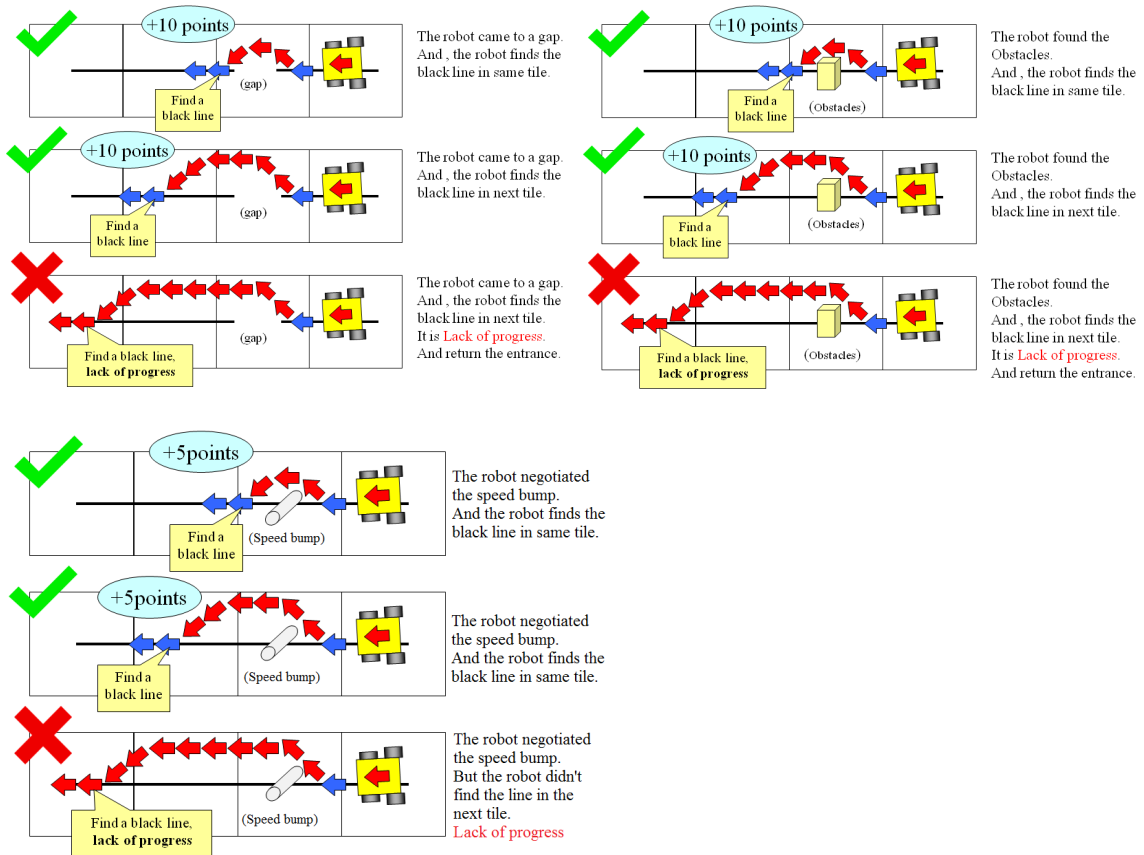 +10 points
The robot came to a gap.
And , the robot finds the
black line in same tile.
(gap)
Find a
black line
+10 points
The robot came to a gap.
And , the robot finds the
black line in next tile.
(gap)
Find a
black line
The robot came to a gap.
And , the robot finds the
black line in next tile.
It is Lack of progress.
And return the entrance.
(gap)
Find a black line,
lack of progress
+10 points
The robot found the
Obstacles.
And , the robot finds the
black line in same tile.
(Obstacles)
Find a
black line
+10 points
The robot found the
Obstacles.
And , the robot finds the
black line in next tile.
(Obstacles)
Find a
black line
The robot found the
Obstacles.
And , the robot finds the
black line in next tile.
It is Lack of progress.
And return the entrance.
(Obstacles)
Find a black line,
lack of progress
+5points
The robot negotiated
the speed bump.
And the robot finds the
black line in same tile.
(Speed bump)
Find a
black line
+5points
The robot negotiated
the speed bump.
And the robot finds the
black line in same tile.
(Speed bump)
Find a
black line
The robot negotiated
the speed bump.
But the robot didn't
find the line in the
next tile.
Lack of progress
(Speed bump)
Find a black line,
lack of progress